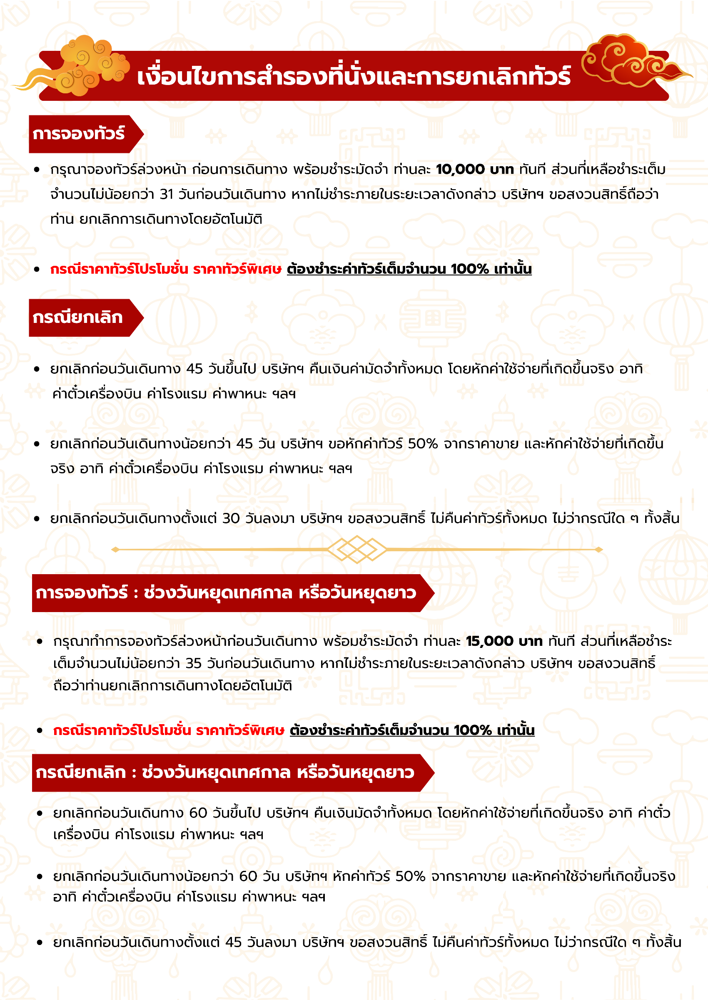 เงื่อนไขการสำรองที่นั่งและการยกเลิกทัวร์
การจองทัวร์
• กรุณาจองทัวร์ล่วงหน้า ก่อนการเดินทาง พร้อมชำระมัดจำ ท่านละ 10,000 บาท ทันที ส่วนที่เหลือชำระเต็ม
จำนวนไม่น้อยกว่า 31 วันก่อนวันเดินทาง หากไม่ชำระภายในระยะเวลาดังกล่าว บริษัทฯ ขอสงวนสิทธิ์ถือว่า
ท่าน ยกเลิกการเดินทางโดยอัตโนมัติ
• กรณีราคาทัวร์โปรโมชั่น ราคาทัวร์พิเศษ ต้องชำระค่าทัวร์เต็มจำนวน 100% เท่านั้น
กรณียกเลิก
• ยกเลิกก่อนวันเดินทาง 45 วันขึ้นไป บริษัทฯ คืนเงินค่ามัดจำทั้งหมด โดยหักค่าใช้จ่ายที่เกิดขึ้นจริง อาทิ
ค่าตั๋วเครื่องบิน ค่าโรงแรม ค่าพาหนะ ฯลฯ
• ยกเลิกก่อนวันเดินทางน้อยกว่า 45 วัน บริษัทฯ ขอหักค่าทัวร์ 50% จากราคาขาย และหักค่าใช้จ่ายที่เกิดขึ้น
จริง อาทิ ค่าตั๋วเครื่องบิน ค่าโรงแรม ค่าพาหนะ ฯลฯ
• ยกเลิกก่อนวันเดินทางตั้งแต่ 30 วันลงมา บริษัทฯ ขอสงวนสิทธิ์ ไม่คืนค่าทัวร์ทั้งหมด ไม่ว่ากรณีใด ๆ ทั้งสิ้น
การจองทัวร์ : ช่วงวันหยุดเทศกาล หรือวันหยุดยาว
• กรุณาทำการจองทัวร์ล่วงหน้าก่อนวันเดินทาง พร้อมชำระมัดจำ ท่านละ 15,000 บาท ทันที ส่วนที่เหลือชำระ
เต็มจำนวนไม่น้อยกว่า 35 วันก่อนวันเดินทาง หากไม่ชำระภายในระยะเวลาดังกล่าว บริษัทฯ ขอสงวนสิทธิ์
ถือว่าท่านยกเลิกการเดินทางโดยอัตโนมัติ
• กรณีราคาทัวร์โปรโมชั่น ราคาทัวร์พิเศษ ต้องชำระค่าทัวร์เต็มจำนวน 100% เท่านั้น
กรณียกเลิก : ช่วงวันหยุดเทศกาล หรือวันหยุดยาว
• ยกเลิกก่อนวันเดินทาง 60 วันขึ้นไป บริษัทฯ คืนเงินมัดจำทั้งหมด โดยหักค่าใช้จ่ายที่เกิดขึ้นจริง อาทิ ค่าตั๋ว
เครื่องบิน ค่าโรงแรม ค่าพาหนะ ฯลฯ
• ยกเลิกก่อนวันเดินทางน้อยกว่า 60 วัน บริษัทฯ หักค่าทัวร์ 50% จากราคาขาย และหักค่าใช้จ่ายที่เกิดขึ้นจริง
อาทิ ค่าตั๋วเครื่องบิน ค่าโรงแรม ค่าพาหนะ ฯลฯ
• ยกเลิกก่อนวันเดินทางตั้งแต่ 45 วันลงมา บริษัทฯ ขอสงวนสิทธิ์ ไม่คืนค่าทัวร์ทั้งหมด ไม่ว่ากรณีใด ๆ ทั้งสิ้น